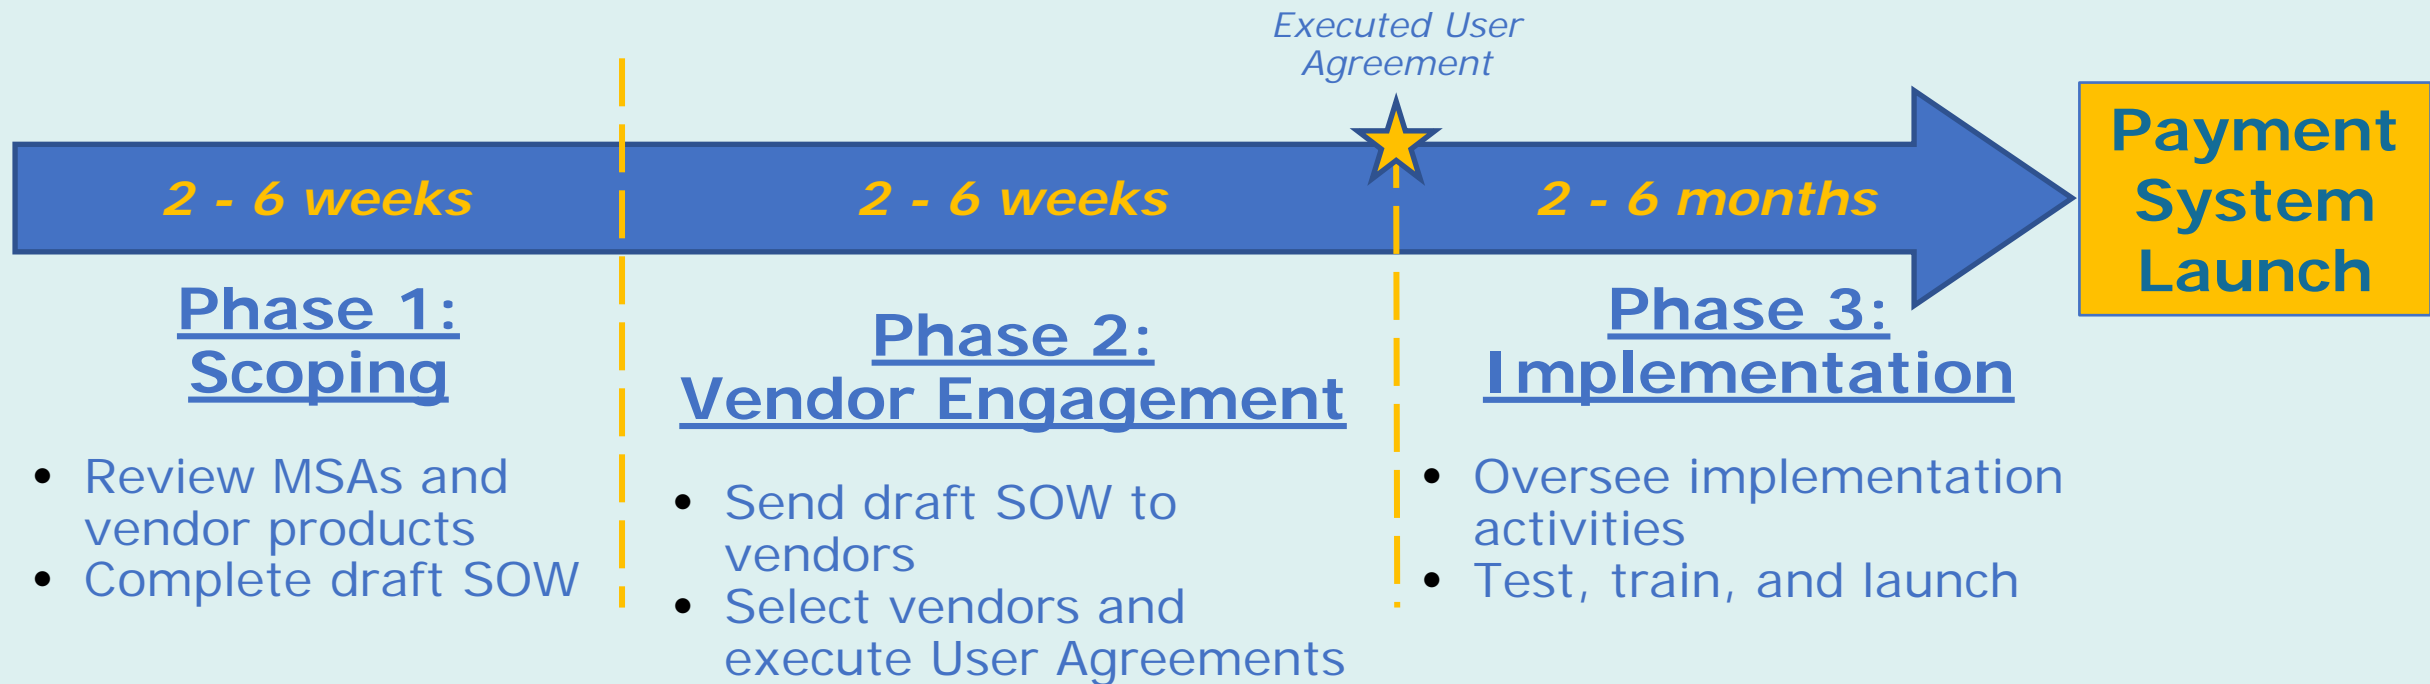 Executed User
Agreement
2 - 6 weeks
2 - 6 weeks
2 - 6 months
Payment
System
Launch
Phase 1:
Scoping
• Review MSAs and
vendor products
• Complete draft SOW
Phase 2:
Vendor Engagement
• Send draft SOW to
vendors
• Select vendors and
execute User Agreements
Phase 3:
Implementation
• Oversee implementation
activities
• Test, train, and launch